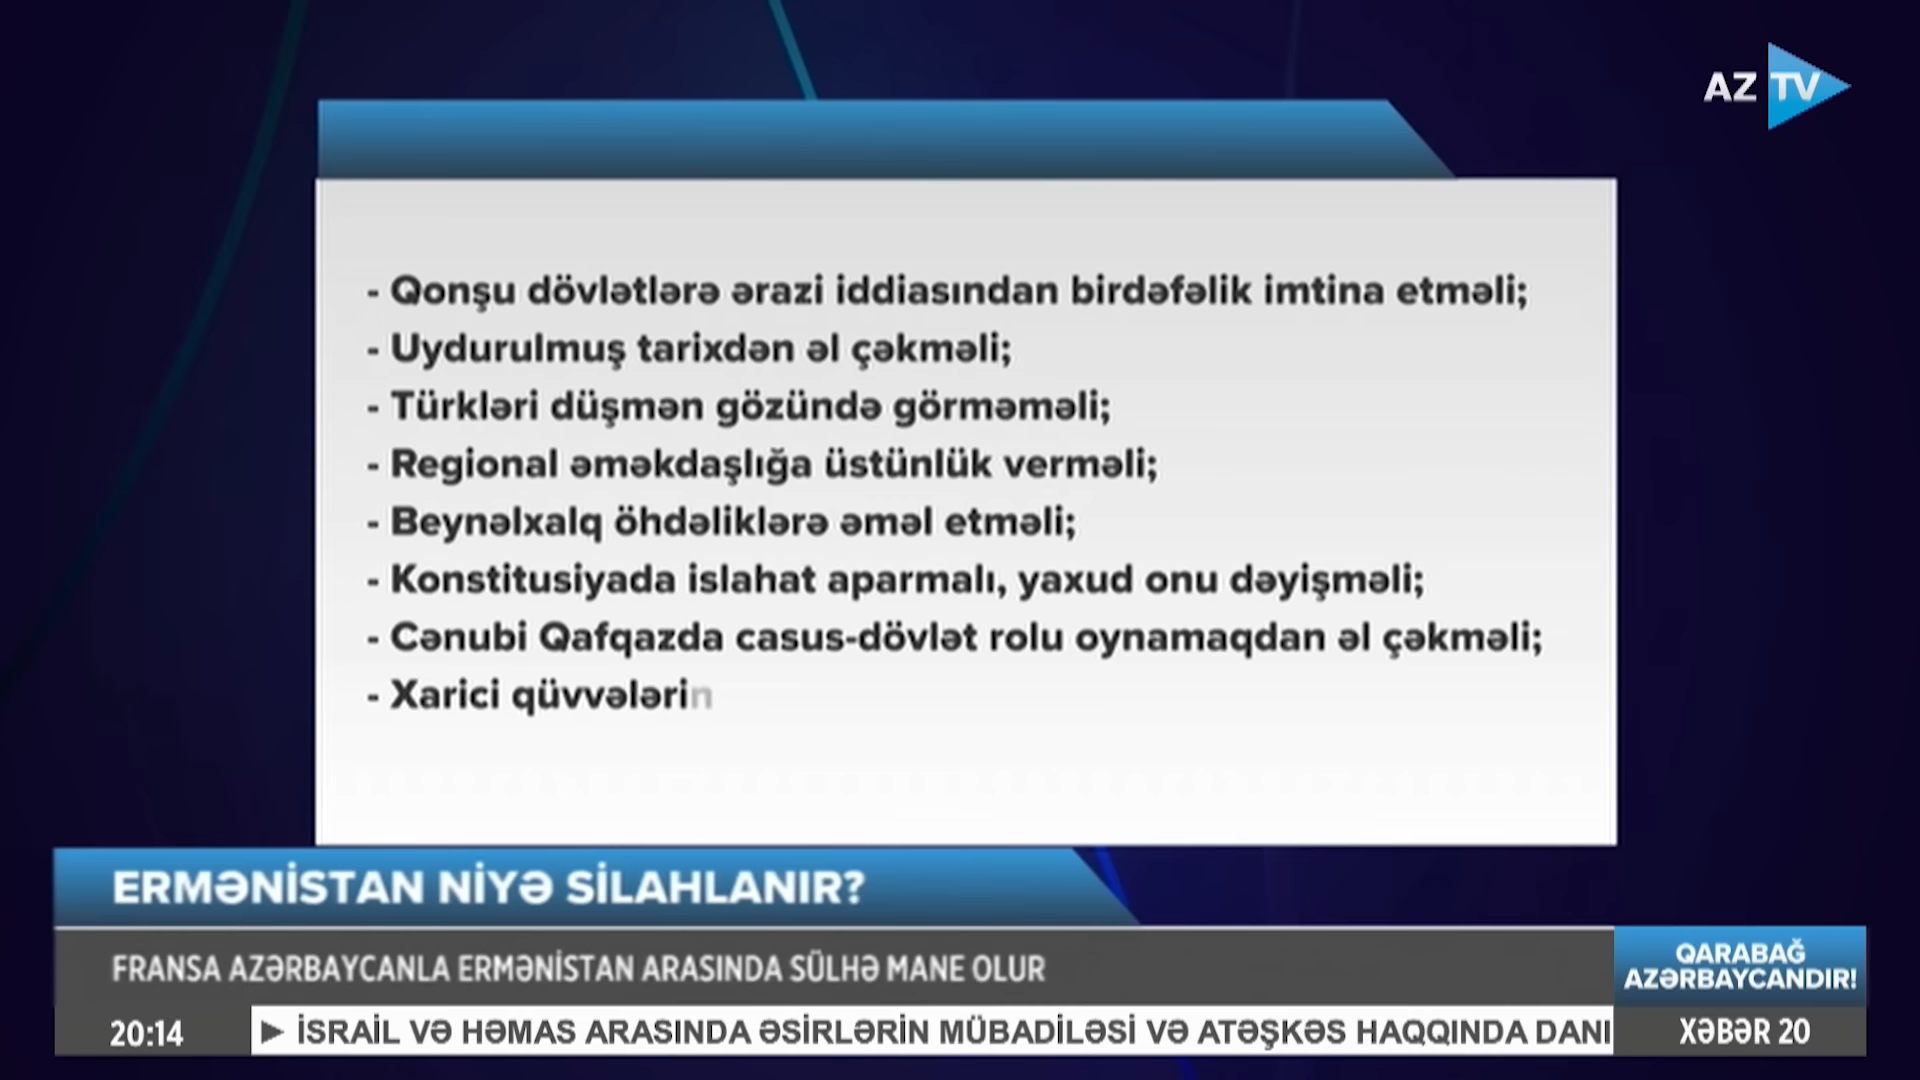 AZ TV
- Qonşu dövlətlərə ərazi iddiasından birdəfəlik imtina etməli;
- Uydurulmuş tarixdən əl çəkməli;
- Türkləri düşmən gözündə görməməli;
- Regional əməkdaşlığa üstünlük verməli;
- Beynəlxalq öhdəliklərə əməl etməli;
- Konstitusiyada islahat aparmalı, yaxud onu dəyişməli;
- Cənubi Qafqazda casus-dövlət rolu oynamaqdan əl çəkməli;
- Xarici qüvvələrin
ERMƏNİSTAN NİYƏ SİLAHLANIR?
FRANSA AZƏRBAYCANLA ERMƏNİSTAN ARASINDA SÜLHƏ MANE OLUR
QARABAĞ
AZƏRBAYCANDIR!
20:14
İSRAİL VƏ HƏMAS ARASINDA ƏSİRLƏRİN MÜBADİLƏSİ VƏ ATƏŞKƏS HAQQINDA DANI
XƏBƏR 20